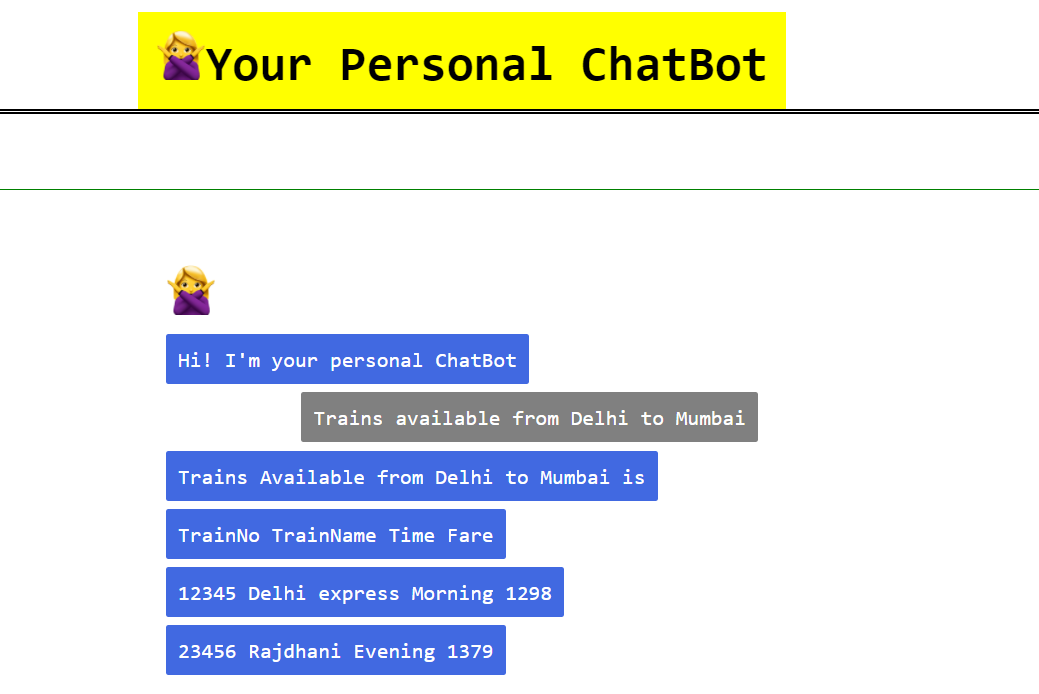 Your Personal ChatBot
Hi! I'm your personal ChatBot
Trains available from Delhi to Mumbai
Trains Available from Delhi to Mumbai is
TrainNo TrainName Time Fare
12345 Delhi express Morning 1298
23456 Rajdhani Evening 1379